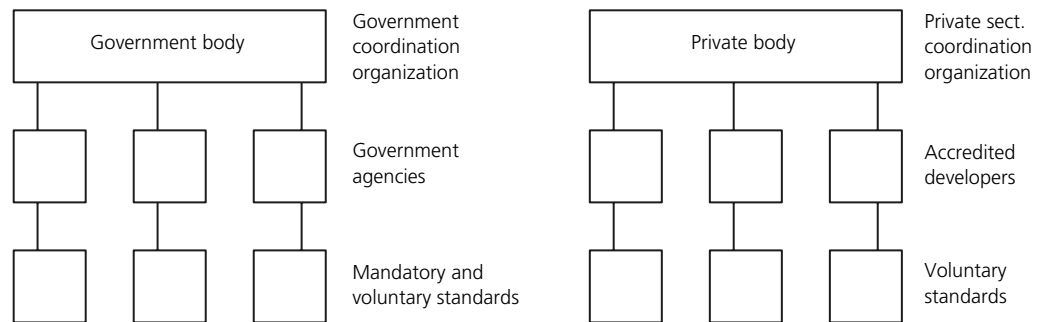 Government body
Government
coordination
organization
Government
agencies
Mandatory and
voluntary standards
Private body
Private sect.
coordination
organization
Accredited
developers
Voluntary
standards